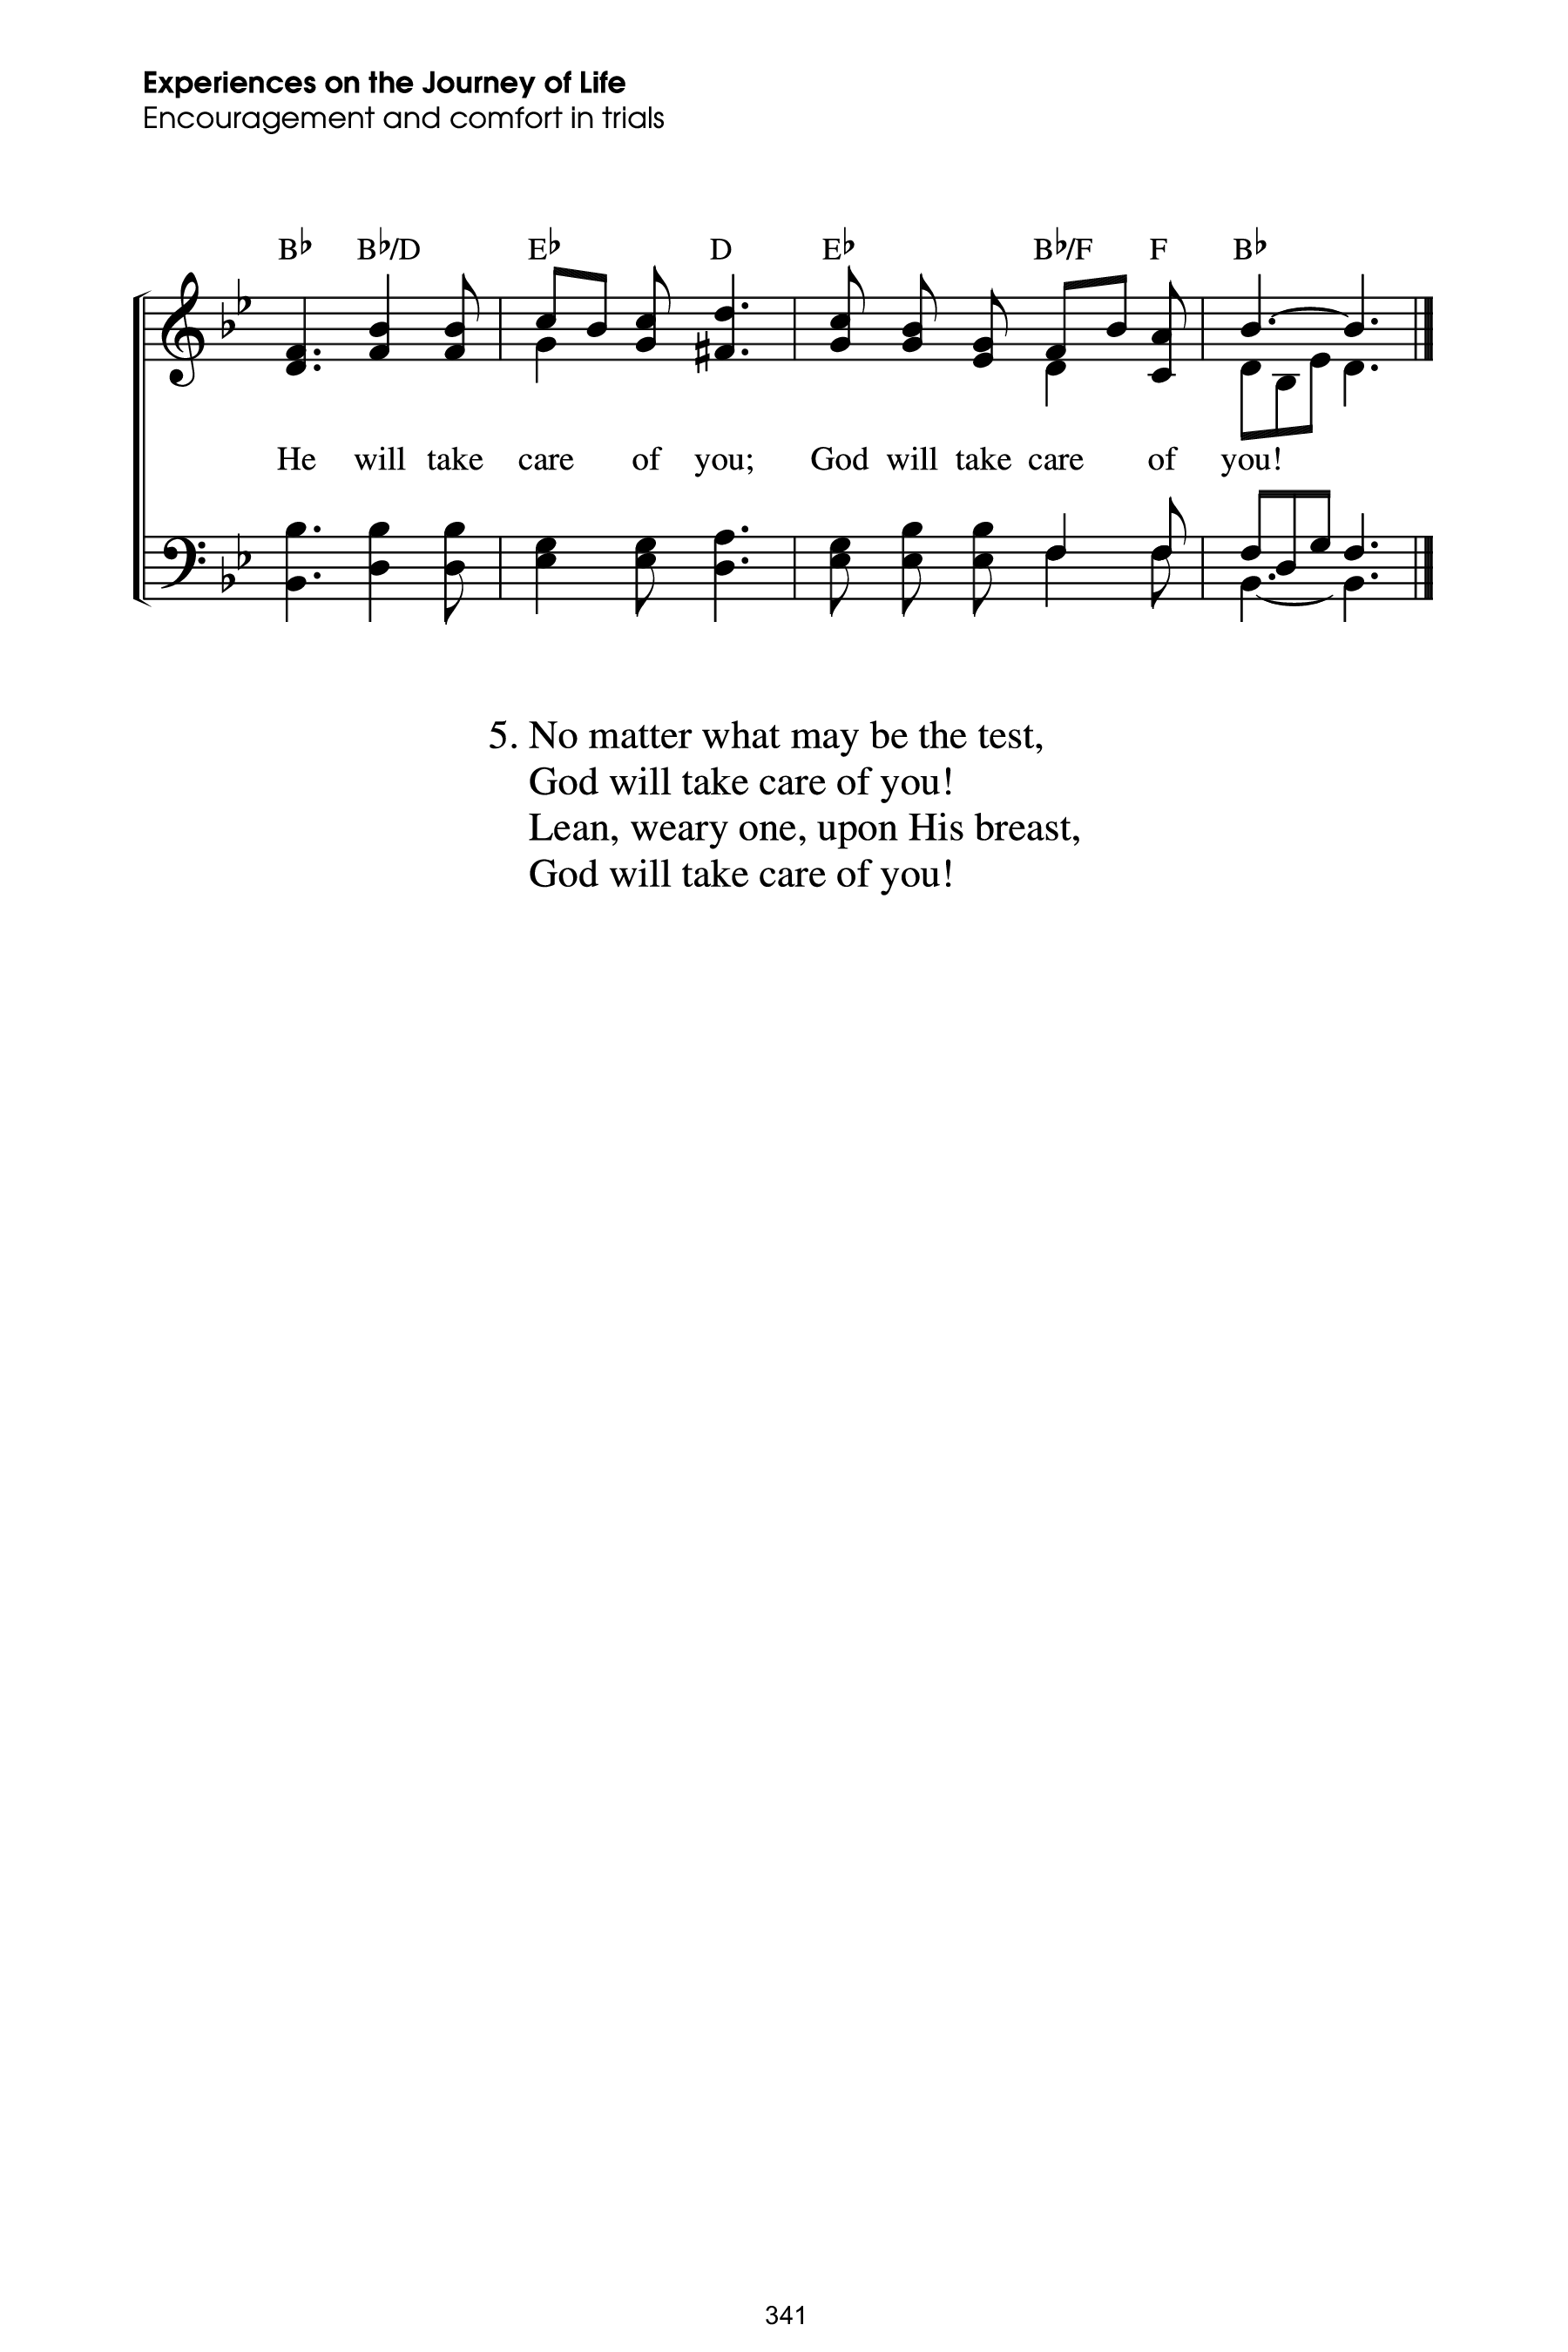 Experiences on the Journey of Life
Encouragement and comfort in trials
B♭ B♭/D E♭ D E♭ B♭/F F B♭
He will take care of you; God will take care of you!
5. No matter what may be the test,
God will take care of you!
Lean, weary one, upon His breast,
God will take care of you!
341